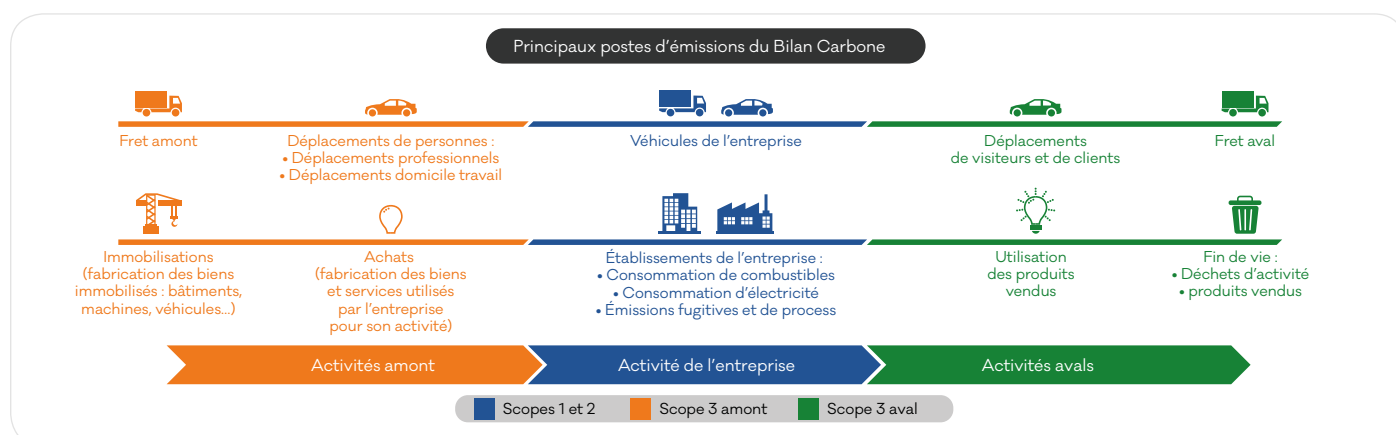 Principaux postes d'émissions du Bilan Carbone
Fret amont
Déplacements de personnes :
• Déplacements professionnels
• Déplacements domicile travail
Véhicules de l'entreprise
Déplacements
de visiteurs et de clients
Fret aval
Immobilisations
(fabrication des biens
immobilisés : bâtiments,
machines, véhicules...)
Achats
(fabrication des biens
et services utilisés
par l'entreprise
pour son activité)
Établissements de l'entreprise :
• Consommation de combustibles
• Consommation d'électricité
• Émissions fugitives et de process
Utilisation
des produits
vendus
Fin de vie :
• Déchets d'activité
• produits vendus
Activités amont
Activité de l'entreprise
Activités avals
Scopes 1 et 2
Scope 3 amont
Scope 3 aval